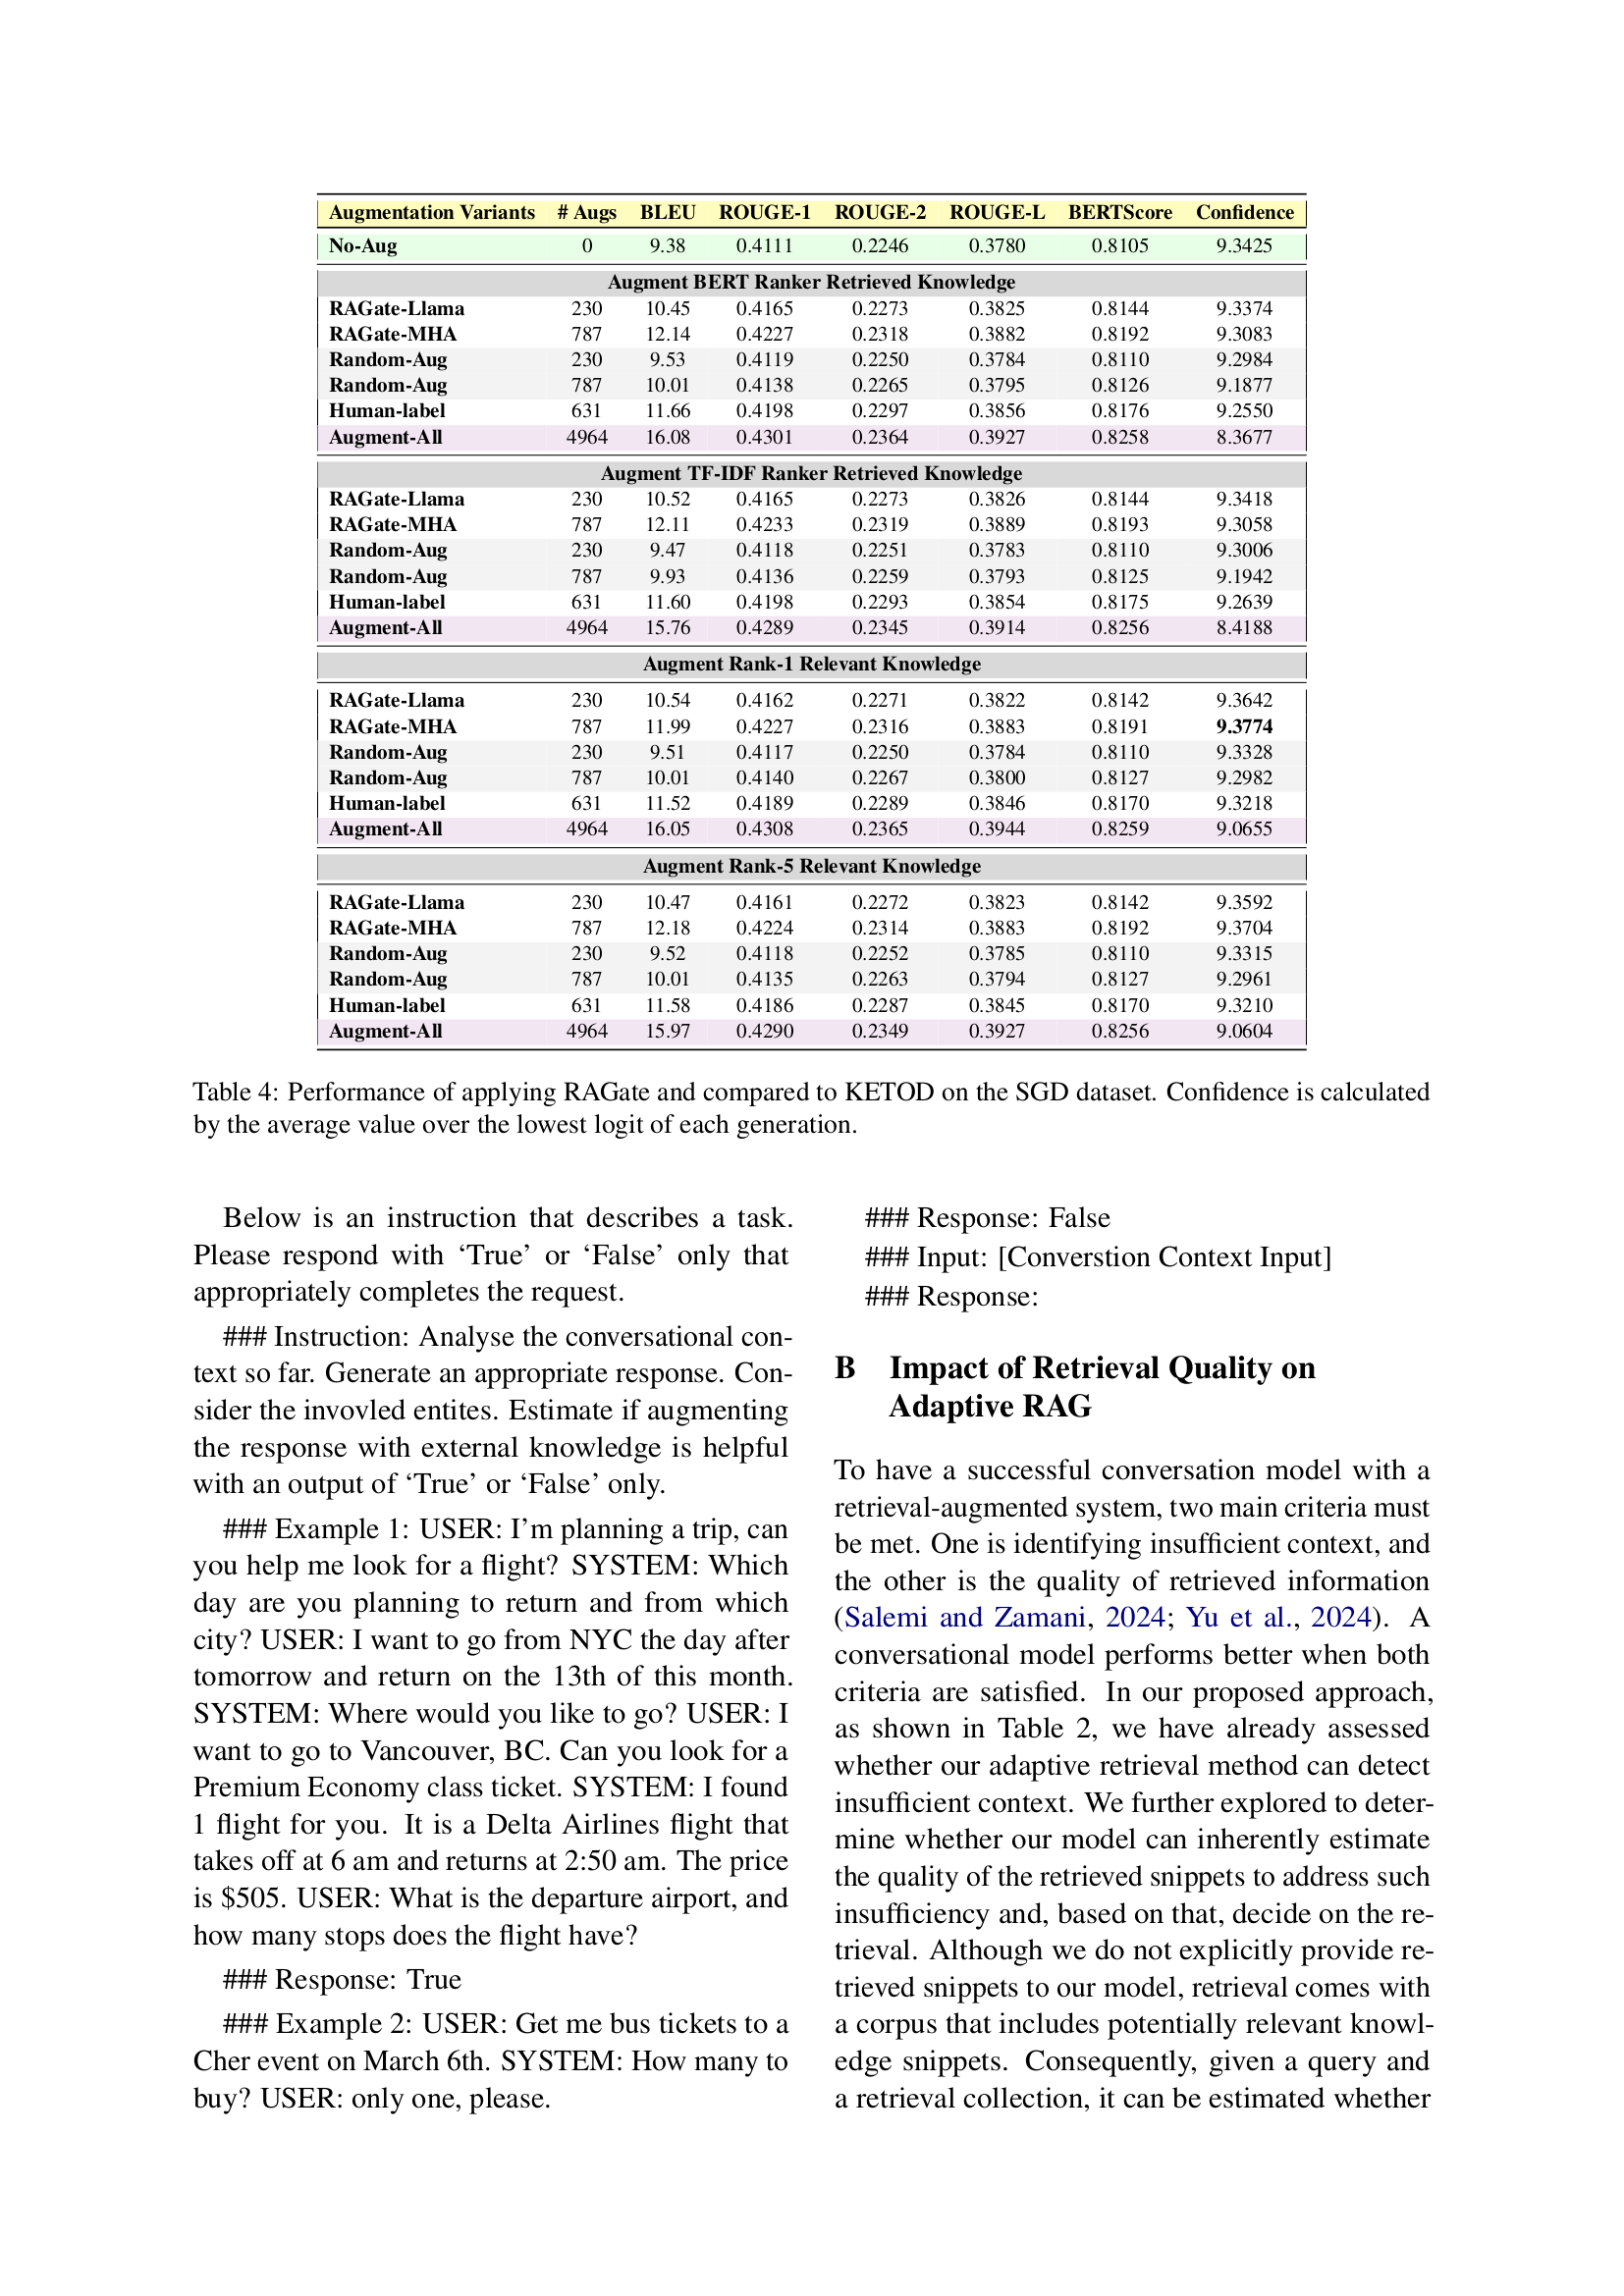 Augmentation Variants # Augs BLEU ROUGE-1 ROUGE-2 ROUGE-L BERTScore Confidence
No-Aug 0 9.38 0.4111 0.2246 0.3780 0.8105 9.3425
Augment BERT Ranker Retrieved Knowledge
RAGate-Llama 230 10.45 0.4165 0.2273 0.3825 0.8144 9.3374
RAGate-MHA 787 12.14 0.4227 0.2318 0.3882 0.8192 9.3083
Random-Aug 230 9.53 0.4119 0.2250 0.3784 0.8110 9.2984
Random-Aug 787 10.01 0.4138 0.2265 0.3795 0.8126 9.1877
Human-label 631 11.66 0.4198 0.2297 0.3856 0.8176 9.2550
Augment-All 4964 16.08 0.4301 0.2364 0.3927 0.8258 8.3677
Augment TF-IDF Ranker Retrieved Knowledge
RAGate-Llama 230 10.52 0.4165 0.2273 0.3826 0.8144 9.3418
RAGate-MHA 787 12.11 0.4233 0.2319 0.3889 0.8193 9.3058
Random-Aug 230 9.47 0.4118 0.2251 0.3783 0.8110 9.3006
Random-Aug 787 9.93 0.4136 0.2259 0.3793 0.8125 9.1942
Human-label 631 11.60 0.4198 0.2293 0.3854 0.8175 9.2639
Augment-All 4964 15.76 0.4289 0.2345 0.3914 0.8256 8.4188
Augment Rank-1 Relevant Knowledge
RAGate-Llama 230 10.54 0.4162 0.2271 0.3822 0.8142 9.3642
RAGate-MHA 787 11.99 0.4227 0.2316 0.3883 0.8191 9.3774
Random-Aug 230 9.51 0.4117 0.2250 0.3784 0.8110 9.3328
Random-Aug 787 10.01 0.4140 0.2267 0.3800 0.8127 9.2982
Human-label 631 11.52 0.4189 0.2289 0.3846 0.8170 9.3218
Augment-All 4964 16.05 0.4308 0.2365 0.3944 0.8259 9.0655
Augment Rank-5 Relevant Knowledge
RAGate-Llama 230 10.47 0.4161 0.2272 0.3823 0.8142 9.3592
RAGate-MHA 787 12.18 0.4224 0.2314 0.3883 0.8192 9.3704
Random-Aug 230 9.52 0.4118 0.2252 0.3785 0.8110 9.3315
Random-Aug 787 10.01 0.4135 0.2263 0.3794 0.8127 9.2961
Human-label 631 11.58 0.4186 0.2287 0.3845 0.8170 9.3210
Augment-All 4964 15.97 0.4290 0.2349 0.3927 0.8256 9.0604
Table 4: Performance of applying RAGate and compared to KETOD on the SGD dataset. Confidence is calculated
by the average value over the lowest logit of each generation.
Below is an instruction that describes a task.
Please respond with ‘True’ or ‘False’ only that
appropriately completes the request.
### Instruction: Analyse the conversational con-
text so far. Generate an appropriate response. Con-
sider the invovled entites. Estimate if augmenting
the response with external knowledge is helpful
with an output of ‘True’ or ‘False’ only.
### Example 1: USER: I’m planning a trip, can
you help me look for a flight? SYSTEM: Which
day are you planning to return and from which
city? USER: I want to go from NYC the day after
tomorrow and return on the 13th of this month.
SYSTEM: Where would you like to go? USER: I
want to go to Vancouver, BC. Can you look for a
Premium Economy class ticket. SYSTEM: I found
1 flight for you. It is a Delta Airlines flight that
takes off at 6 am and returns at 2:50 am. The price
is $505. USER: What is the departure airport, and
how many stops does the flight have?
### Response: True
### Example 2: USER: Get me bus tickets to a
Cher event on March 6th. SYSTEM: How many to
buy? USER: only one, please.
### Response: False
### Input: [Converstion Context Input]
### Response:
B Impact of Retrieval Quality on
Adaptive RAG
To have a successful conversation model with a
retrieval-augmented system, two main criteria must
be met. One is identifying insufficient context, and
the other is the quality of retrieved information
(Salemi and Zamani, 2024; Yu et al., 2024). A
conversational model performs better when both
criteria are satisfied. In our proposed approach,
as shown in Table 2, we have already assessed
whether our adaptive retrieval method can detect
insufficient context. We further explored to deter-
mine whether our model can inherently estimate
the quality of the retrieved snippets to address such
insufficiency and, based on that, decide on the re-
trieval. Although we do not explicitly provide re-
trieved snippets to our model, retrieval comes with
a corpus that includes potentially relevant knowl-
edge snippets. Consequently, given a query and
a retrieval collection, it can be estimated whether